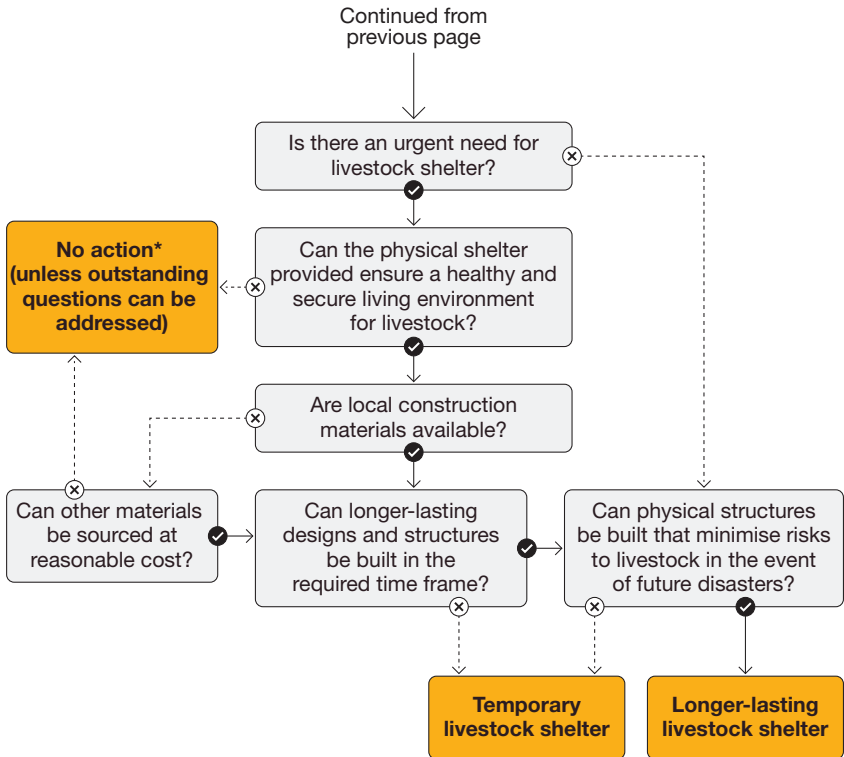 Continued from
previous page
Is there an urgent need for
livestock shelter?
No action*
(unless outstanding
questions can be
addressed)
Can the physical shelter
provided ensure a healthy and
secure living environment
for livestock?
Are local construction
materials available?
Can other materials
be sourced at
reasonable cost?
Can longer-lasting
designs and structures
be built in the
required time frame?
Can physical structures
be built that minimise risks
to livestock in the event
of future disasters?
Temporary
livestock shelter
Longer-lasting
livestock shelter